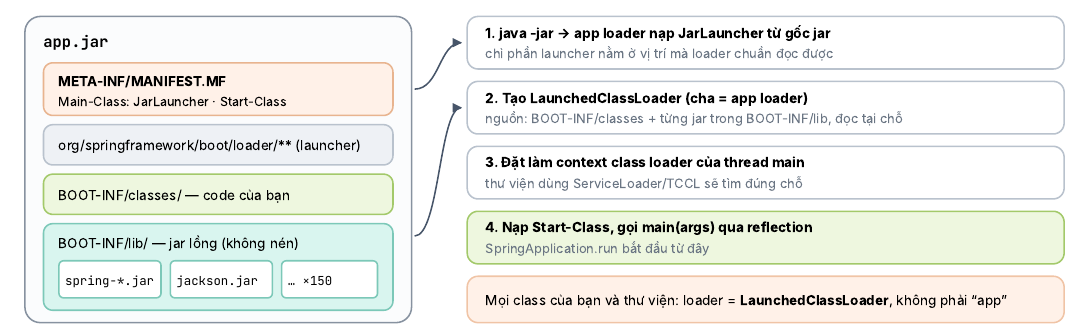 app.jar
META-INF/MANIFEST.MF
Main-Class: JarLauncher · Start-Class
org/springframework/boot/loader/** (launcher)
BOOT-INF/classes/ — code của bạn
BOOT-INF/lib/ — jar lồng (không nén)
spring-*.jar
jackson.jar
… ×150
1. java -jar → app loader nạp JarLauncher từ gốc jar
chỉ phần launcher nằm ở vị trí mà loader chuẩn đọc được
2. Tạo LaunchedClassLoader (cha = app loader)
nguồn: BOOT-INF/classes + từng jar trong BOOT-INF/lib, đọc tại chỗ
3. Đặt làm context class loader của thread main
thư viện dùng ServiceLoader/TCCL sẽ tìm đúng chỗ
4. Nạp Start-Class, gọi main(args) qua reflection
SpringApplication.run bắt đầu từ đây
Mọi class của bạn và thư viện: loader = LaunchedClassLoader, không phải “app”